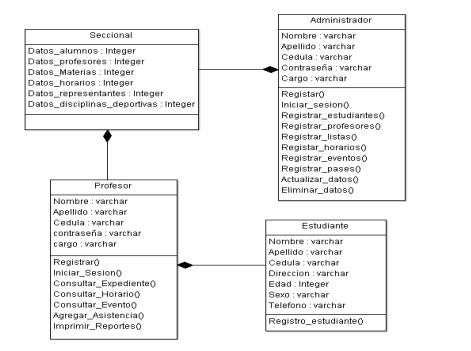 Seccional
Datos_alumnos : Integer
Datos_profesores : Integer
Datos_Materias : Integer
Datos_horarios : Integer
Datos_representantes : Integer
Datos_disciplinas_deportivas : Integer
Administrador
Nombre : varchar
Apellido : varchar
Cedula : varchar
Contraseña : varchar
Cargo : varchar
Registar()
Iniciar_sesion()
Registrar_estudiantes()
Registrar_profesores()
Registrar_listas()
Registar_horarios()
Registrar_eventos()
Registrar_pases()
Actualizar_datos()
Eliminar_datos()
Profesor
Nombre : varchar
Apellido : varchar
Cedula : varchar
contraseña : varchar
cargo : varchar
Registrar()
Iniciar_Sesion()
Consultar_Expediente()
Consultar_Horario()
Consultar_Evento()
Agregar_Asistencia()
Imprimir_Reportes()
Estudiante
Nombre : varchar
Apellido : varchar
Cedula : varchar
Direccion : varchar
Edad : Integer
Sexo : varchar
Telefono : varchar
Registro_estudiante()